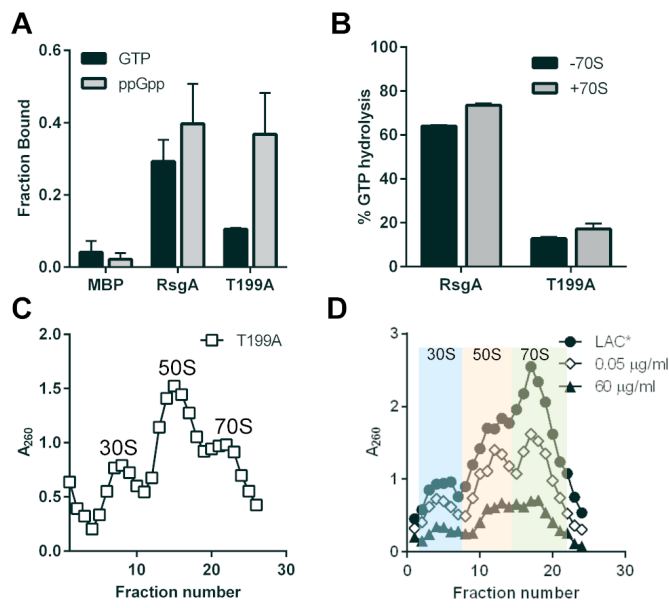 A
GTP
ppGpp
Fraction Bound
0.6
0.4
0.2
0.0
MBP
RsgA
T199A
B
-70S
+70S
% GTP hydrolysis
100
80
60
40
20
0
RsgA
T199A
C
T199A
A260
2.0
1.5
1.0
0.5
0.0
30S
50S
70S
0
10
20
30
Fraction number
D
30S
50S
70S
LAC*
0.05 μg/ml
60 μg/ml
A260
3
2
1
0
0
10
20
30
Fraction number